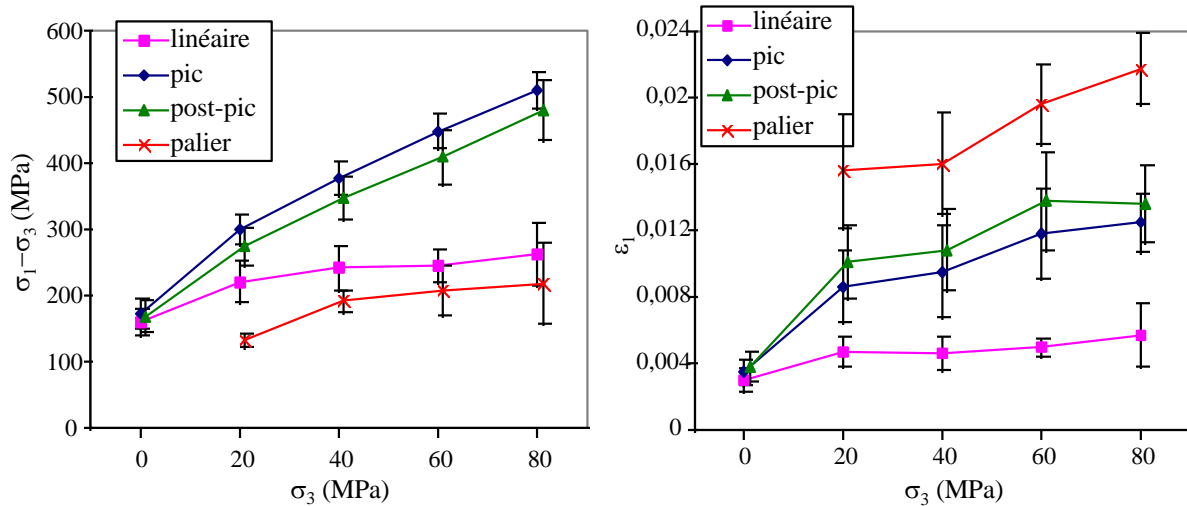 600
500
400
300
200
100
0
σ1−σ3 (MPa)
linéaire
pic
post-pic
palier
0 20 40 60 80
σ3 (MPa)
0,024
0,02
0,016
0,012
0,008
0,004
0
ε1
linéaire
pic
post-pic
palier
0 20 40 60 80
σ3 (MPa)